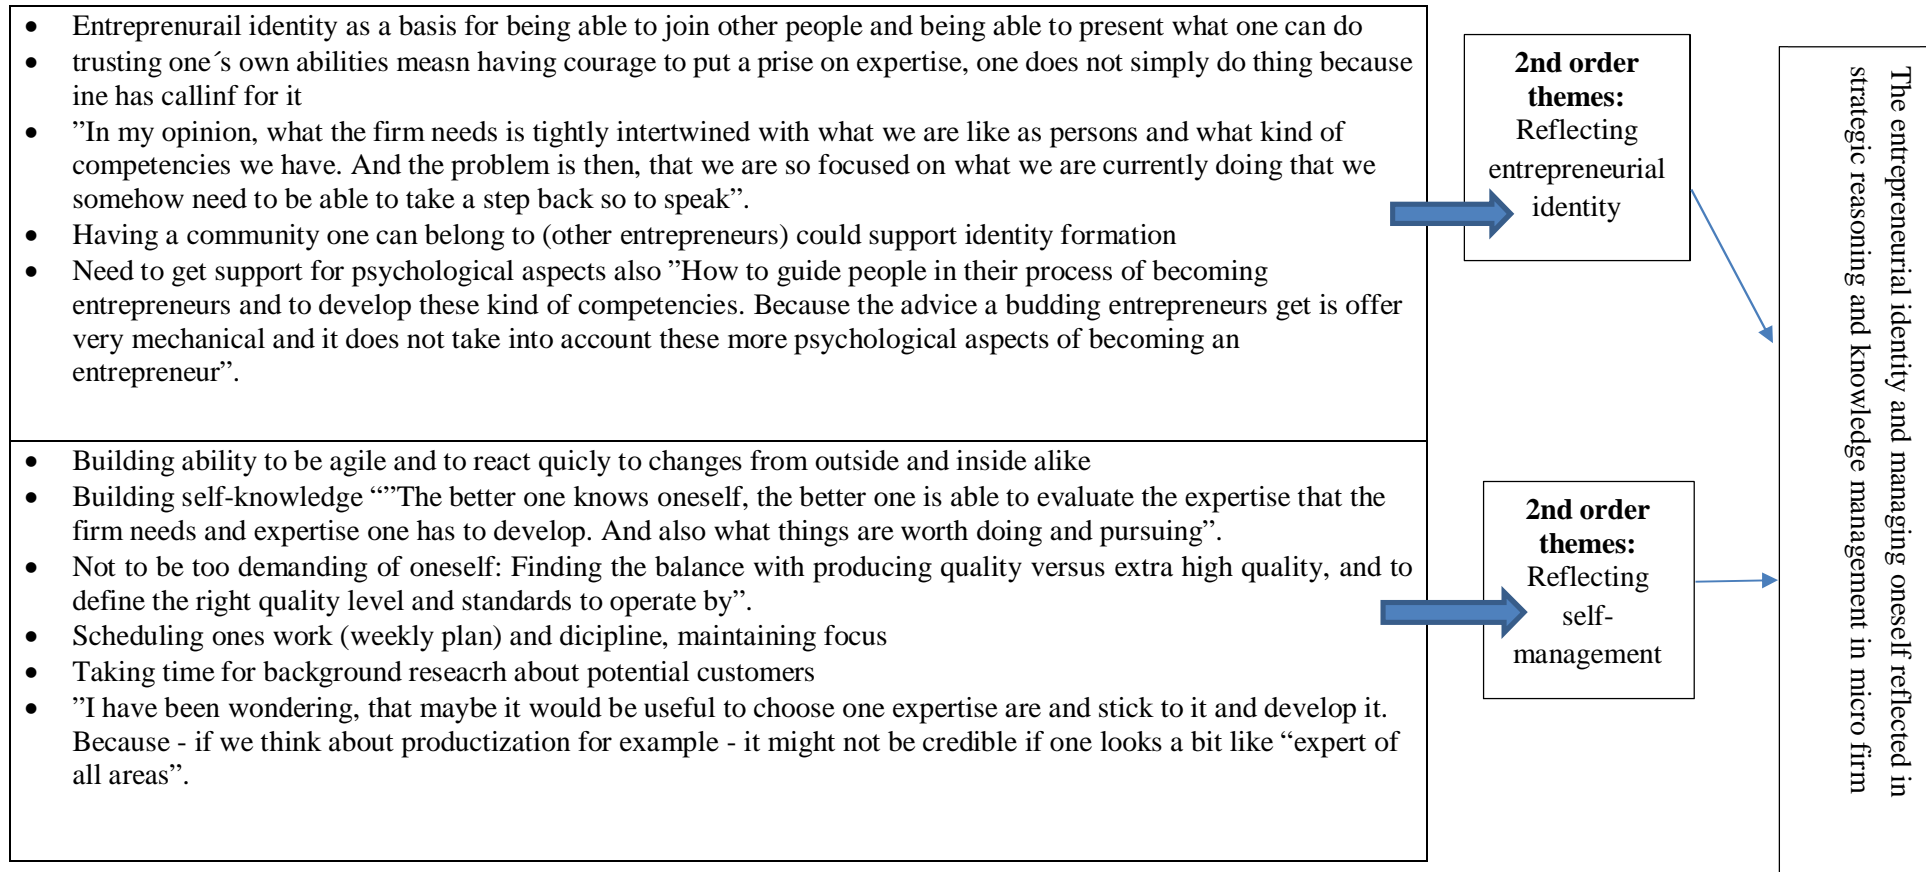 • Entreprenurail identity as a basis for being able to join other people and being able to present what one can do
• trusting one´s own abilities measn having courage to put a prise on expertise, one does not simply do thing because
ine has callinf for it
• ”In my opinion, what the firm needs is tightly intertwined with what we are like as persons and what kind of
competencies we have. And the problem is then, that we are so focused on what we are currently doing that we
somehow need to be able to take a step back so to speak”.
• Having a community one can belong to (other entrepreneurs) could support identity formation
• Need to get support for psychological aspects also ”How to guide people in their process of becoming
entrepreneurs and to develop these kind of competencies. Because the advice a budding entrepreneurs get is offer
very mechanical and it does not take into account these more psychological aspects of becoming an
entrepreneur”.
2nd order
themes:
Reflecting
entrepreneurial
identity
• Building ability to be agile and to react quicly to changes from outside and inside alike
• Building self-knowledge “”The better one knows oneself, the better one is able to evaluate the expertise that the
firm needs and expertise one has to develop. And also what things are worth doing and pursuing”.
• Not to be too demanding of oneself: Finding the balance with producing quality versus extra high quality, and to
define the right quality level and standards to operate by”.
• Scheduling ones work (weekly plan) and dicipline, maintaining focus
• Taking time for background reseacrh about potential customers
• ”I have been wondering, that maybe it would be useful to choose one expertise are and stick to it and develop it.
Because - if we think about productization for example - it might not be credible if one looks a bit like “expert of
all areas”.
2nd order
themes:
Reflecting
self-
management
The entrepreneurial identity and managing oneself reflected in
strategic reasoning and knowledge management in micro firm